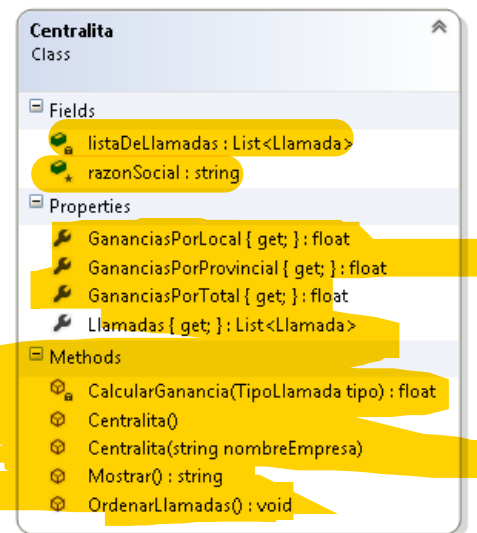 Centralita
Class
Fields
listaDeLlamadas : List<Llamada>
razonSocial : string
Properties
GananciasPorLocal { get; } : float
GananciasPorProvincial { get; } : float
GananciasPorTotal { get; } : float
Llamadas { get; } : List<Llamada>
Methods
CalcularGanancia(TipoLlamada tipo) : float
Centralita()
Centralita(string nombreEmpresa)
Mostrar() : string
OrdenarLlamadas() : void